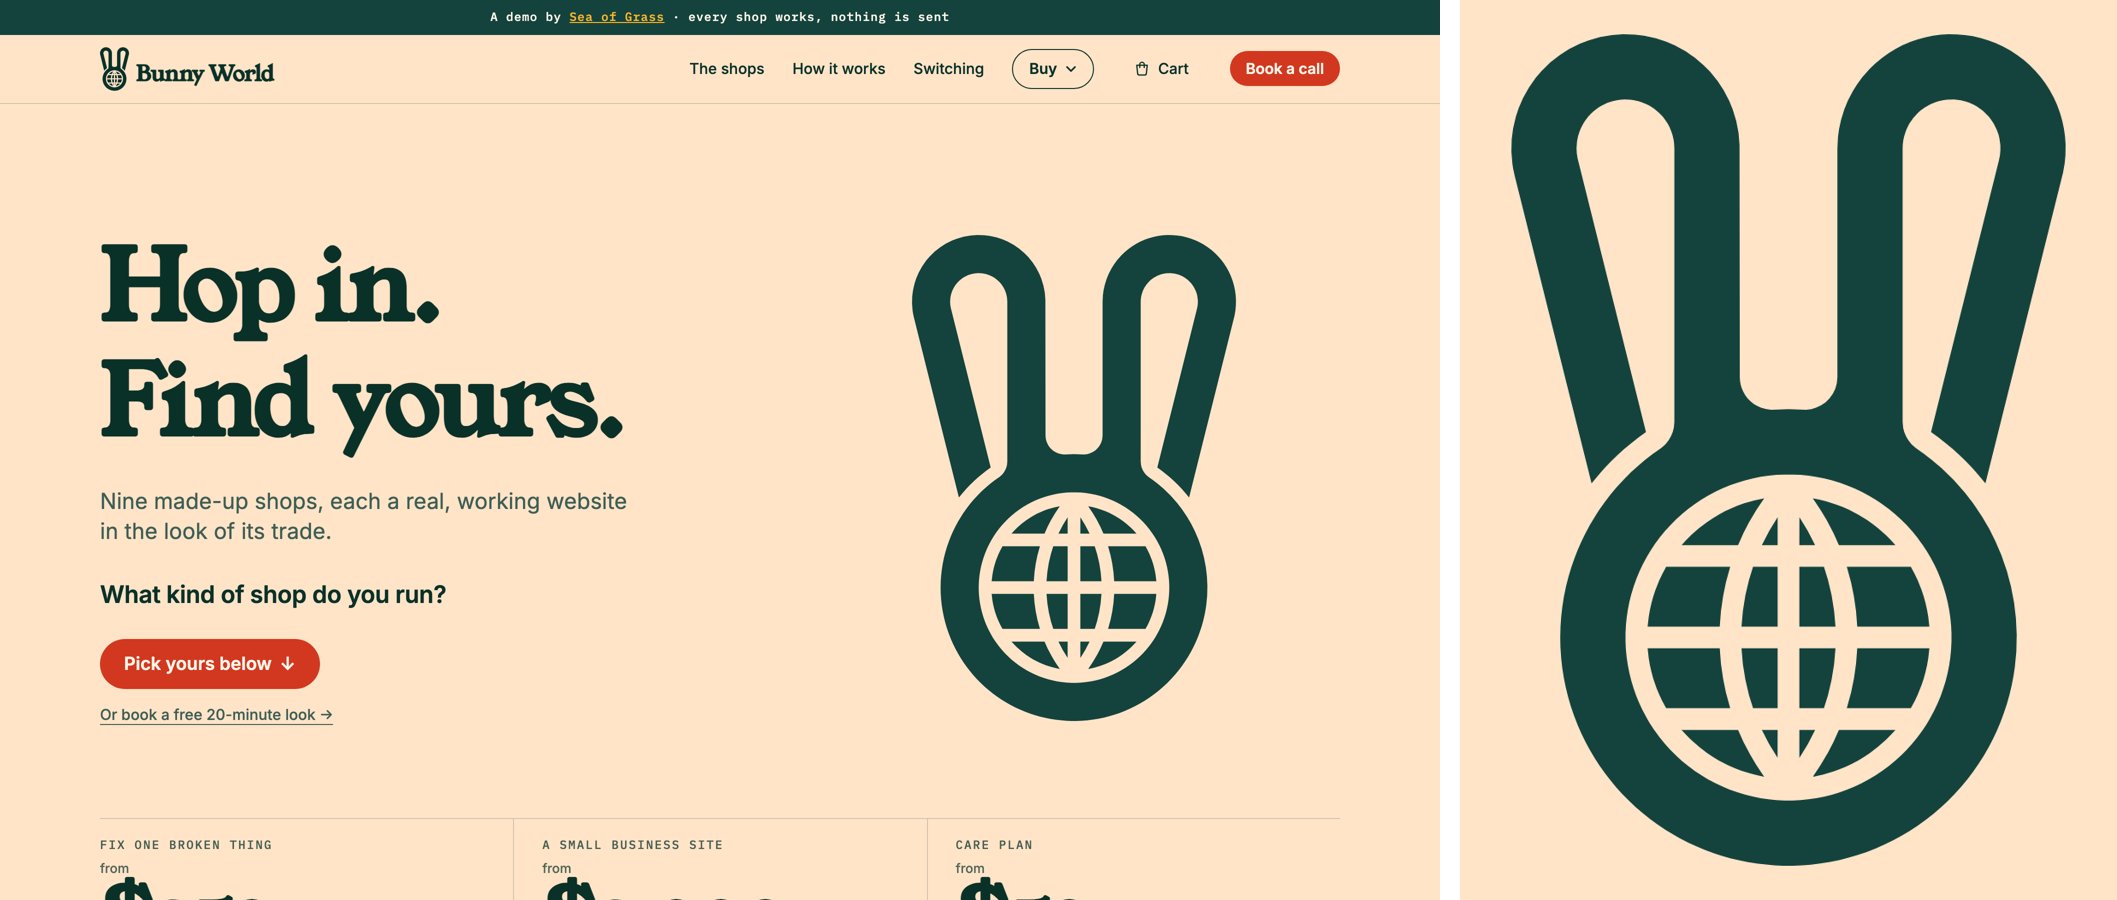 A demo by Sea of Grass · every shop works, nothing is sent
Bunny World
The shops
How it works
Switching
Buy
Cart
Book a call
Hop in.
Find yours.
Nine made-up shops, each a real, working website
in the look of its trade.
What kind of shop do you run?
Pick yours below ↓
Or book a free 20-minute look →
FIX ONE BROKEN THING
from
A SMALL BUSINESS SITE
from
CARE PLAN
from